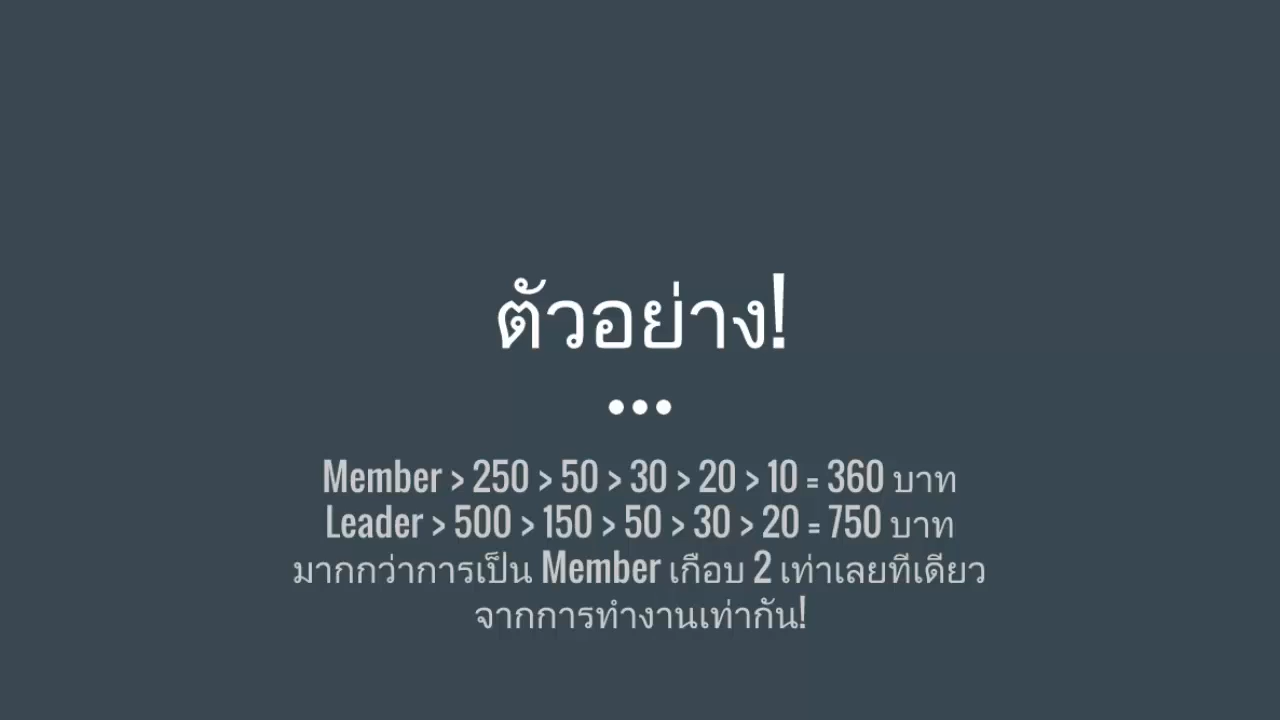 ตัวอย่าง!
Member > 250 > 50 > 30 > 20 > 10 = 360 บาท
Leader > 500 > 150 > 50 > 30 > 20 = 750 บาท
มากกว่าการเป็น Member เกือบ 2 เท่าเลยทีเดียว
จากการทำงานเท่ากัน!